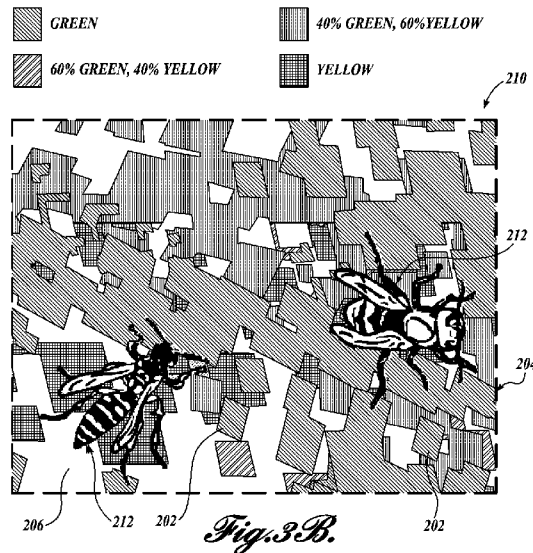 GREEN
40% GREEN, 60%YELLOW
60% GREEN, 40% YELLOW
YELLOW
210
212
204
206
212
202
202
Fig.3B.